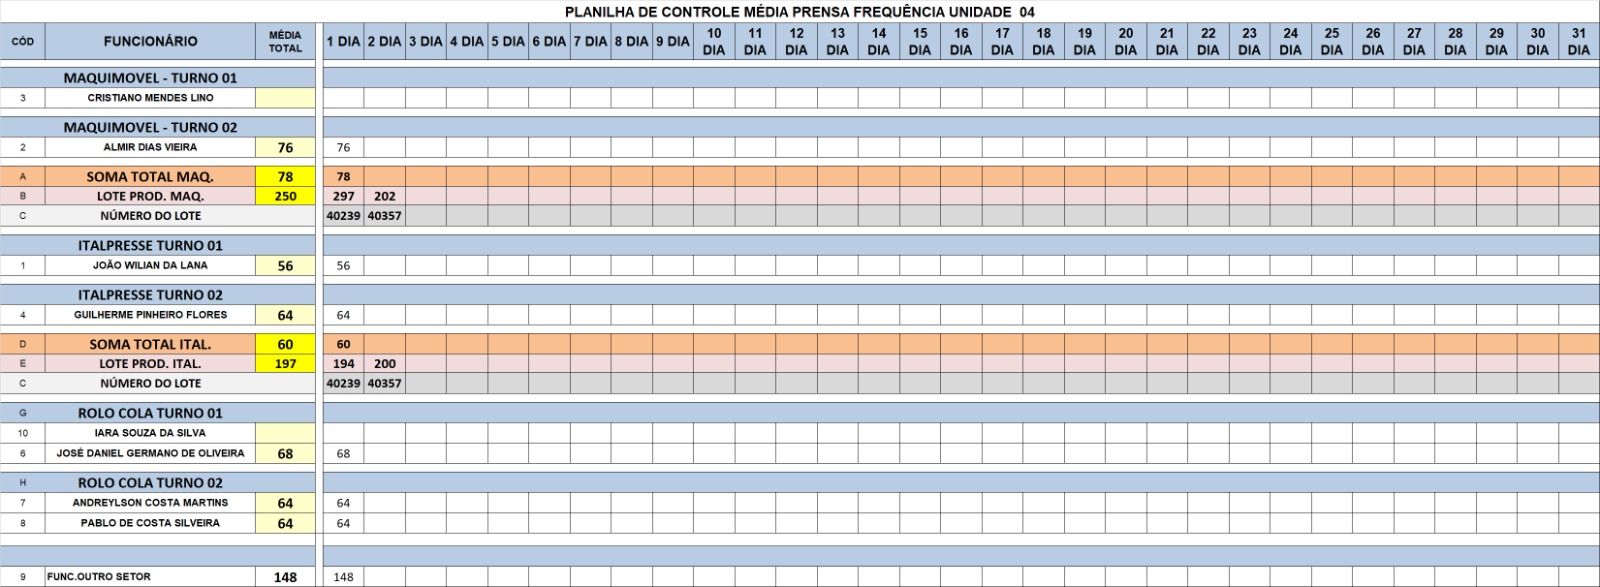 PLANILHA DE CONTROLE MÉDIA PRENSA FREQUÊNCIA UNIDADE 04
CÓD FUNCIONÁRIO MÉDIA TOTAL 1 DIA 2 DIA 3 DIA 4 DIA 5 DIA 6 DIA 7 DIA 8 DIA 9 DIA 10 DIA 11 DIA 12 DIA 13 DIA 14 DIA 15 DIA 16 DIA 17 DIA 18 DIA 19 DIA 20 DIA 21 DIA 22 DIA 23 DIA 24 DIA 25 DIA 26 DIA 27 DIA 28 DIA 29 DIA 30 DIA 31 DIA
MAQUIMOVEL - TURNO 01
3 CRISTIANO MENDES LINO
MAQUIMOVEL - TURNO 02
2 ALMIR DIAS VIEIRA 76 76
A SOMA TOTAL MAQ. 78 78
B LOTE PROD. MAQ. 250 297 202
C NÚMERO DO LOTE 40239 40357
ITALPRESSE TURNO 01
1 JOÃO WILIAN DA LANA 56 56
ITALPRESSE TURNO 02
4 GUILHERME PINHEIRO FLORES 64 64
D SOMA TOTAL ITAL. 60 60
E LOTE PROD. ITAL. 197 194 200
C NÚMERO DO LOTE 40239 40357
G ROLO COLA TURNO 01
10 IARA SOUZA DA SILVA
6 JOSÉ DANIEL GERMANO DE OLIVEIRA 68 68
H ROLO COLA TURNO 02
7 ANDREYLSON COSTA MARTINS 64 64
8 PABLO DE COSTA SILVEIRA 64 64
9 FUNC.OUTRO SETOR 148 148